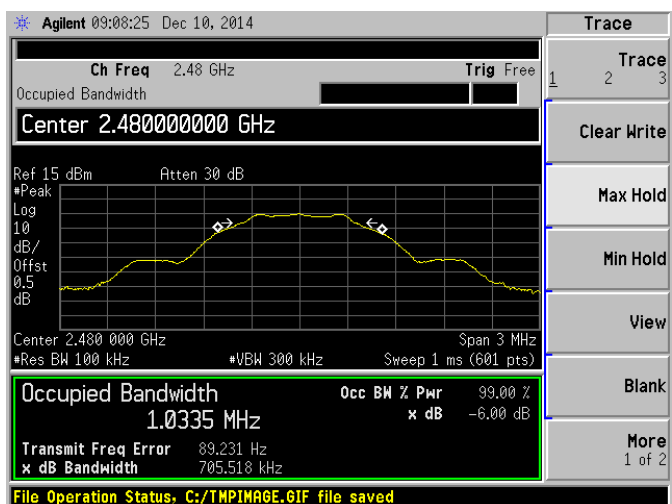 Agilent 09:08:25 Dec 10, 2014
Trace
Ch Freq 2.48 GHz Trig Free
Occupied Bandwidth
Center 2.480000000 GHz
Ref 15 dBm Atten 30 dB
#Peak
Log
10
dB/
Offst
0.5
dB
Center 2.480 000 GHz Span 3 MHz
#Res BW 100 kHz #VBW 300 kHz Sweep 1 ms (601 pts)
Occupied Bandwidth Occ BW % Pwr 99.00 %
1.0335 MHz x dB -6.00 dB
Transmit Freq Error 89.231 Hz
x dB Bandwidth 705.518 kHz
File Operation Status, C:/TMPIMAGE.GIF file saved
Trace
1 2 3
Clear Write
Max Hold
Min Hold
View
Blank
More
1 of 2